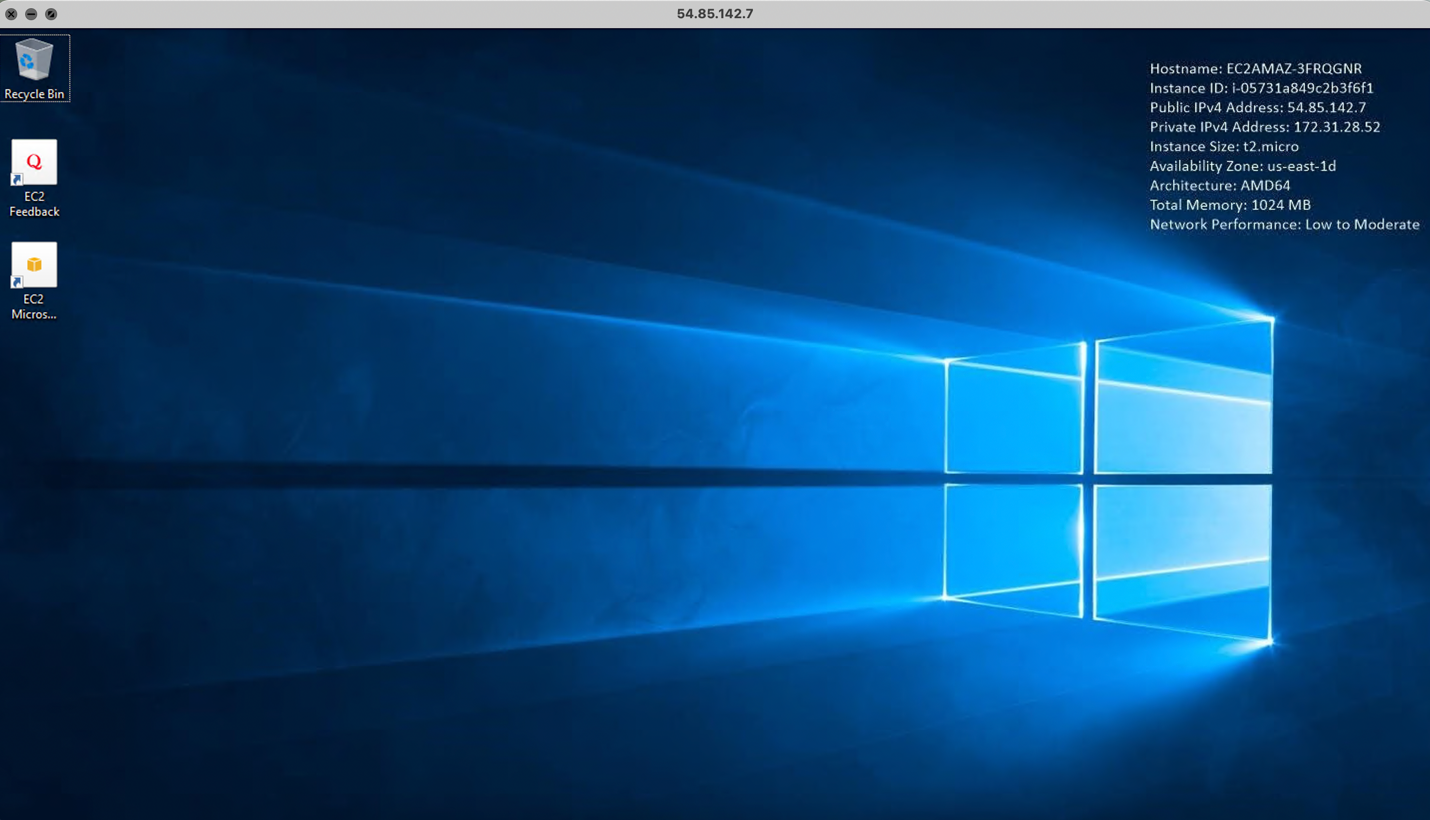 54.85.142.7
Recycle Bin
Q
EC2
Feedback
EC2
Micros...
Hostname: EC2AMAZ-3FRQGNR
Instance ID: i-05731a849c2b3f6f1
Public IPv4 Address: 54.85.142.7
Private IPv4 Address: 172.31.28.52
Instance Size: t2.micro
Availability Zone: us-east-1d
Architecture: AMD64
Total Memory: 1024 MB
Network Performance: Low to Moderate